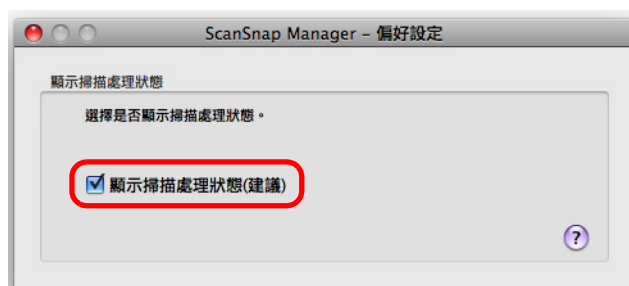 ScanSnap Manager – 偏好設定
顯示掃描處理狀態
選擇是否顯示掃描處理狀態。
顯示掃描處理狀態(建議)
?